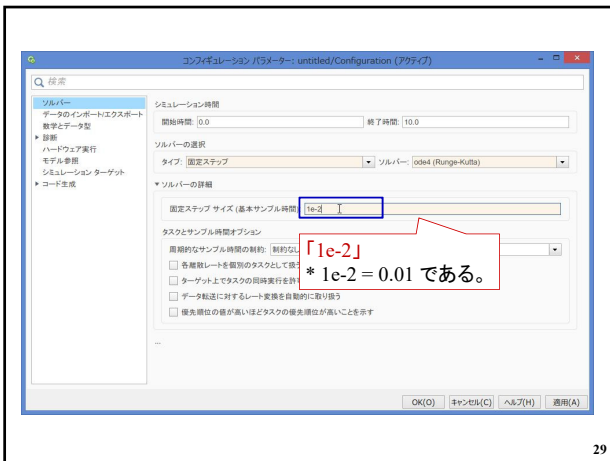 コンフィギュレーション パラメーター: untitled/Configuration (アクティブ)
検索
ソルバー
データのインポート/エクスポート
数学とデータ型
診断
ハードウェア実行
モデル参照
シミュレーション ターゲット
コード生成
シミュレーション時間
開始時間: 0.0 終了時間: 10.0
ソルバーの選択
タイプ: 固定ステップ ソルバー: ode4 (Runge-Kutta)
ソルバーの詳細
固定ステップ サイズ (基本サンプル時間): 1e-2
タスクとサンプル時間オプション
周期的なサンプル時間の制約: 制約なし
各離散レートを個別のタスクとして扱う
ターゲット上でタスクの同時実行を許可
データ転送に対するレート変換を自動的に取り扱う
優先順位の値が高いほどタスクの優先順位が高いことを示す
...
「1e-2」
* 1e-2 = 0.01 である。
OK(O) キャンセル(C) ヘルプ(H) 適用(A)
29